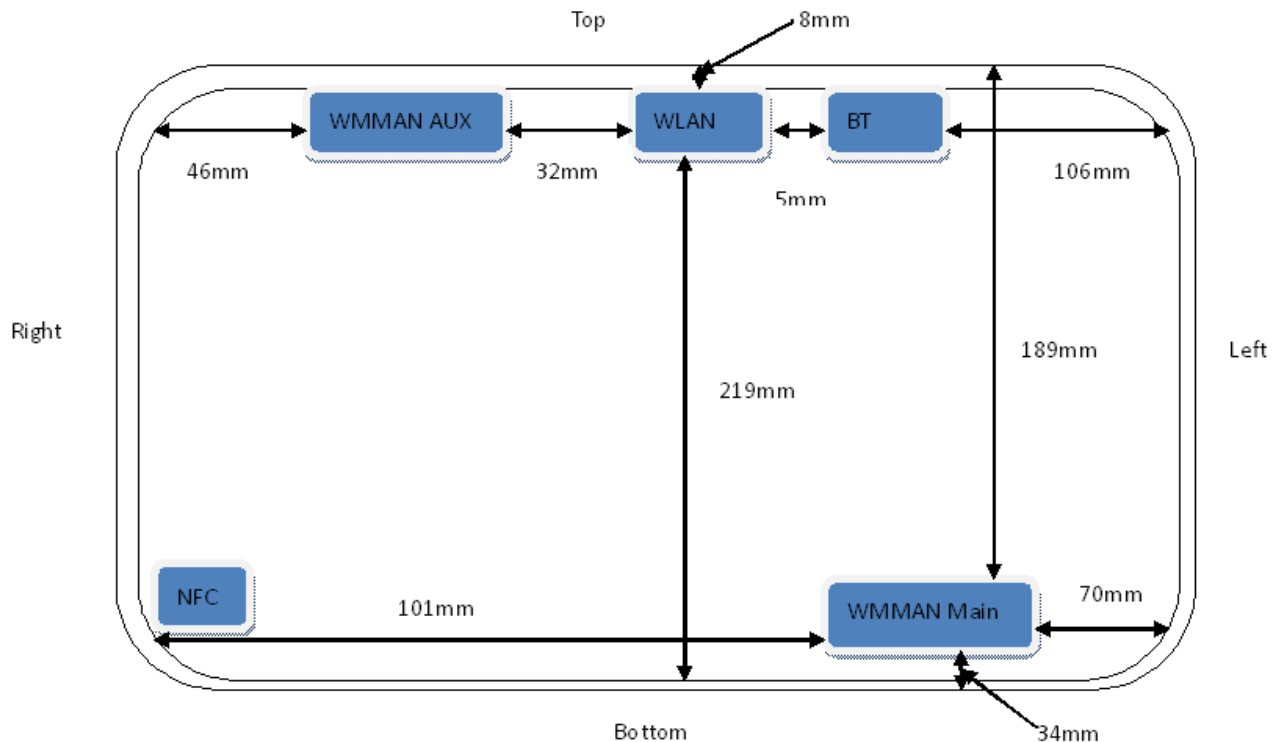 Top
8mm
WMMAN AUX
WLAN
BT
46mm
32mm
5mm
106mm
Right
189mm
Left
219mm
NFC
101mm
WMMAN Main
70mm
Bottom
34mm